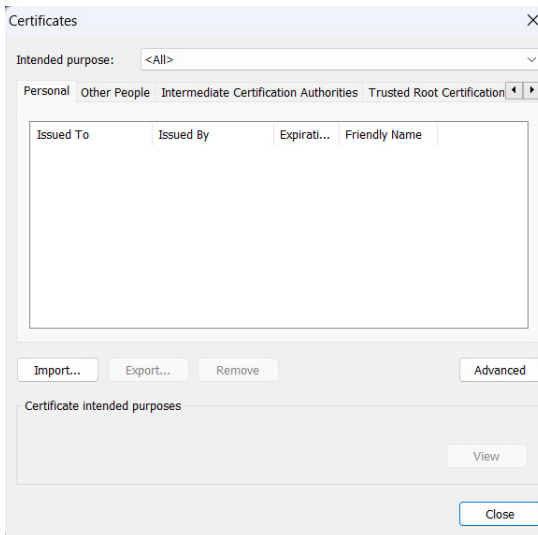 Certificates
Intended purpose: <All>
Personal Other People Intermediate Certification Authorities Trusted Root Certification
Issued To Issued By Expirati... Friendly Name
Import... Export... Remove Advanced
Certificate intended purposes
View
Close